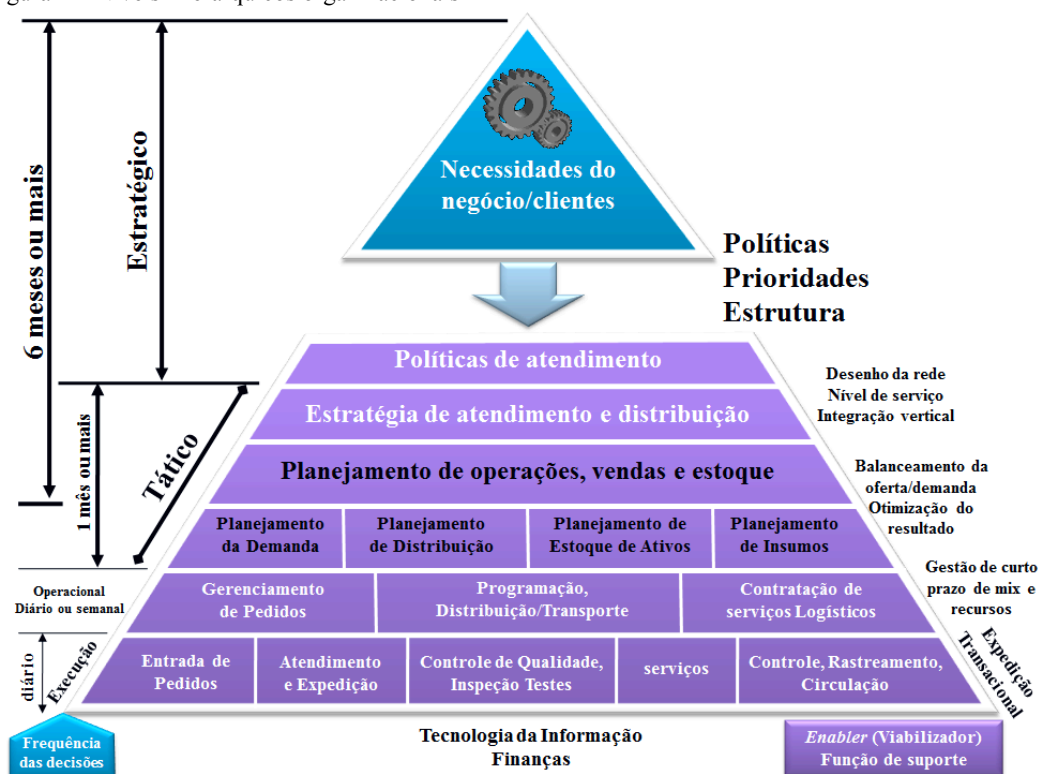 Necessidades do
negócio/clientes
6 meses ou mais
Estratégico
Políticas
Prioridades
Estrutura
Políticas de atendimento
Estratégia de atendimento e distribuição
Desenho da rede
Nível de serviço
Integração vertical
1 mês ou mais
Tático
Planejamento de operações, vendas e estoque
Balanceamento da
oferta/demanda
Otimização do
resultado
Planejamento
da Demanda
Planejamento
de Distribuição
Planejamento de
Estoque de Ativos
Planejamento
de Insumos
Operacional
Diário ou semanal
Gerenciamento
de Pedidos
Programação,
Distribuição/Transporte
Contratação de
serviços Logísticos
Gestão de curto
prazo de mix e
recursos
diário
Execução
Entrada de
Pedidos
Atendimento
e Expedição
Controle de Qualidade,
Inspeção Testes
serviços
Controle, Rastreamento,
Circulação
Expedição
Transacional
Frequência
das decisões
Tecnologia da Informação
Finanças
Enabler (Viabilizador)
Função de suporte